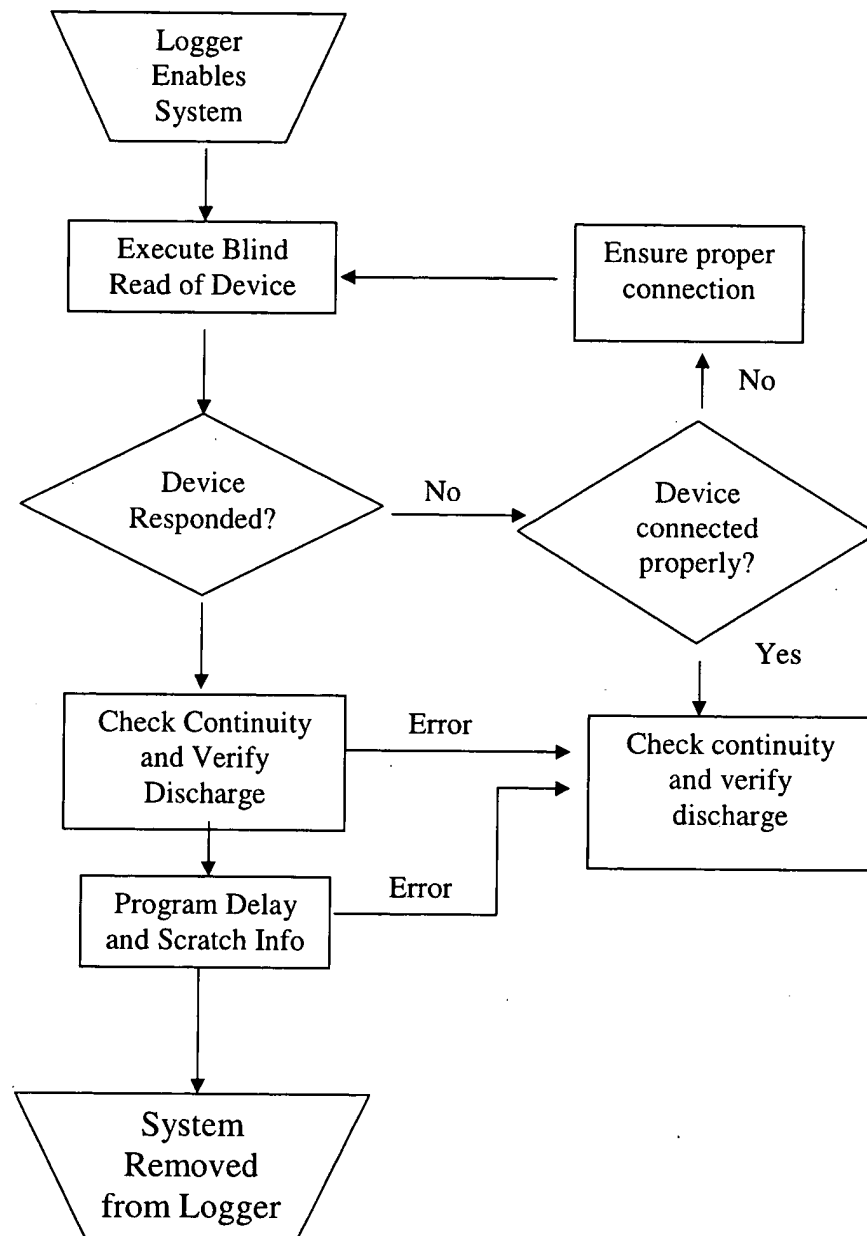 Logger
Enables
System
Execute Blind
Read of Device
Ensure proper
connection
No
Device
Responded?
No
Device
connected
properly?
Yes
Check Continuity
and Verify
Discharge
Error
Check continuity
and verify
discharge
Program Delay
and Scratch Info
Error
System
Removed
from Logger